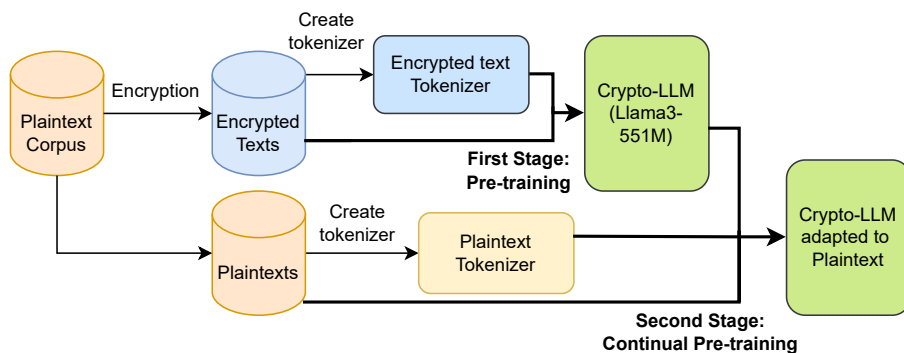 Plaintext
Corpus
Encryption
Encrypted
Texts
Create
tokenizer
Encrypted text
Tokenizer
First Stage:
Pre-training
Crypto-LLM
(Llama3-
551M)
Plaintexts
Create
tokenizer
Plaintext
Tokenizer
Second Stage:
Continual Pre-training
Crypto-LLM
adapted to
Plaintext